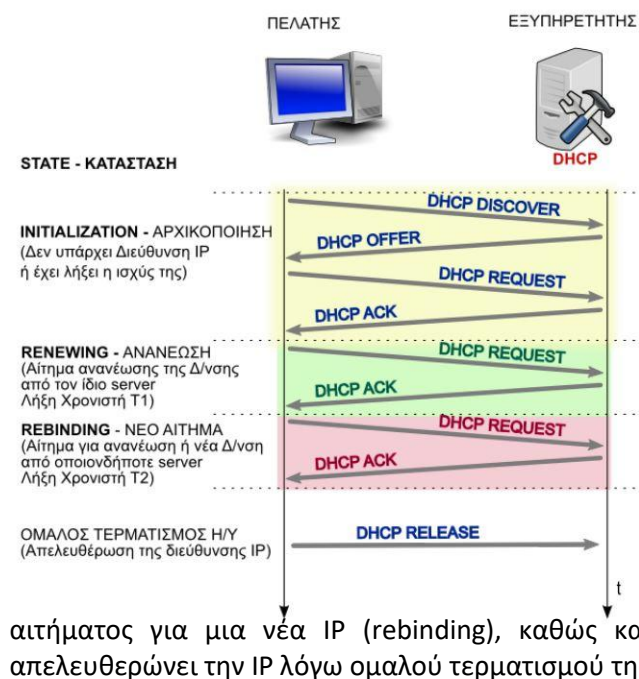 ΠΕΛΑΤΗΣ
ΕΞΥΠΗΡΕΤΗΤΗΣ
DHCP
STATE - ΚΑΤΑΣΤΑΣΗ
DHCP DISCOVER
INITIALIZATION - ΑΡΧΙΚΟΠΟΙΗΣΗ
(Δεν υπάρχει Διεύθυνση IP
ή έχει λήξει η ισχύς της)
DHCP OFFER
DHCP REQUEST
DHCP ACK
RENEWING - ΑΝΑΝΕΩΣΗ
(Αίτημα ανανέωσης της Δ/νσης
από τον ίδιο server
Λήξη Χρονιστή T1)
DHCP REQUEST
DHCP ACK
REBINDING - ΝΕΟ ΑΙΤΗΜΑ
(Αίτημα για ανανέωση ή νέα Δ/νση
από οποιονδήποτε server
Λήξη Χρονιστή T2)
DHCP REQUEST
DHCP ACK
ΟΜΑΛΟΣ ΤΕΡΜΑΤΙΣΜΟΣ Η/Υ
(Απελευθέρωση της διεύθυνσης IP)
DHCP RELEASE
t
αιτήματος για μια νέα IP (rebinding), καθώς κα
απελευθερώνει την IP λόγω ομαλού τερματισμού τη